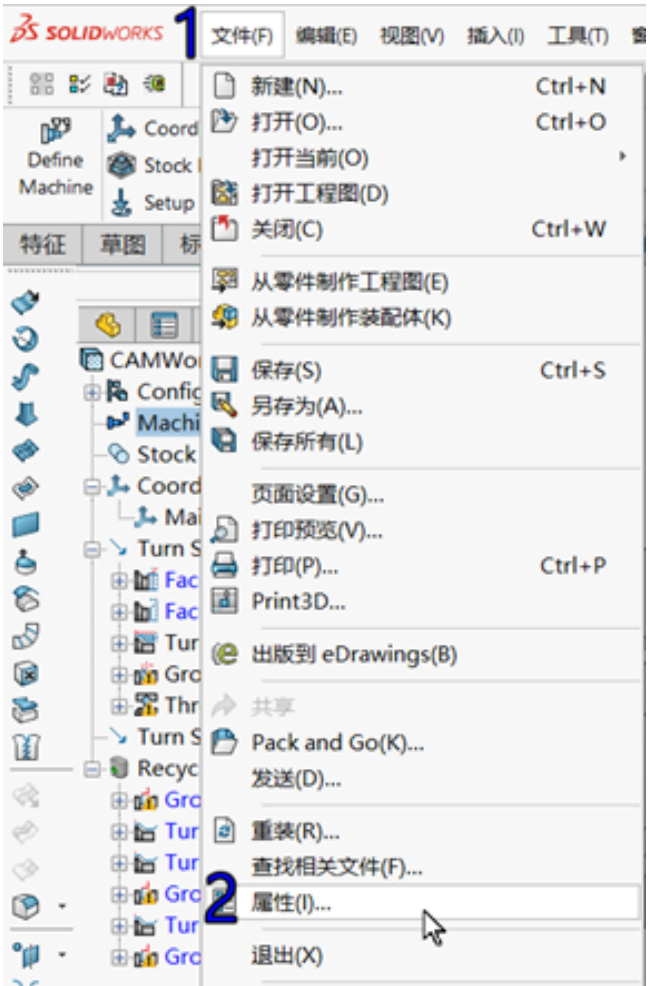 SOLIDWORKS 1 文件(F) 编辑(E) 视图(V) 插入(I) 工具(T)
新建(N)... Ctrl+N
打开(O)... Ctrl+O
打开当前(O)
打开工程图(D)
关闭(C) Ctrl+W
从零件制作工程图(E)
从零件制作装配体(K)
保存(S) Ctrl+S
另存为(A)...
保存所有(L)
页面设置(G)...
打印预览(V)...
打印(P)... Ctrl+P
Print3D...
出版到 eDrawings(B)
共享
Pack and Go(K)...
发送(D)...
重装(R)...
查找相关文件(F)...
2 属性(I)...
退出(X)
Define
Machine
Coord
Stock
Setup
特征 草图 标
CAMWo
Config
Machi
Stock
Coord
Mai
Turn S
Fac
Fac
Tur
Gro
Thr
Turn S
Recyc
Gro
Tur
Tur
Gro
Tur
Gro